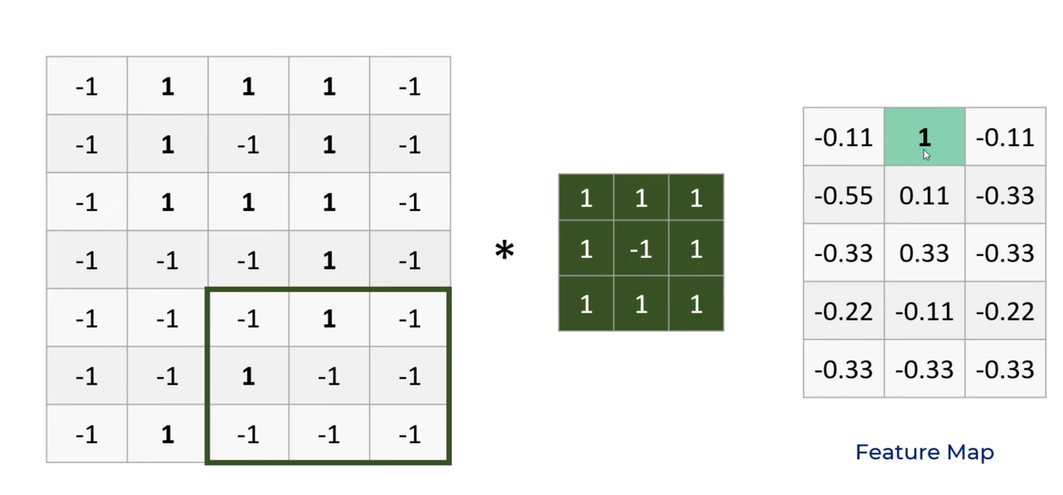 -1 1 1 1 -1
-1 1 -1 1 -1
-1 1 1 1 -1
-1 -1 -1 1 -1
-1 -1 -1 1 -1
-1 -1 1 -1 -1
-1 1 -1 -1 -1
*
1 1 1
1 -1 1
1 1 1
-0.11 1 -0.11
-0.55 0.11 -0.33
-0.33 0.33 -0.33
-0.22 -0.11 -0.22
-0.33 -0.33 -0.33
Feature Map